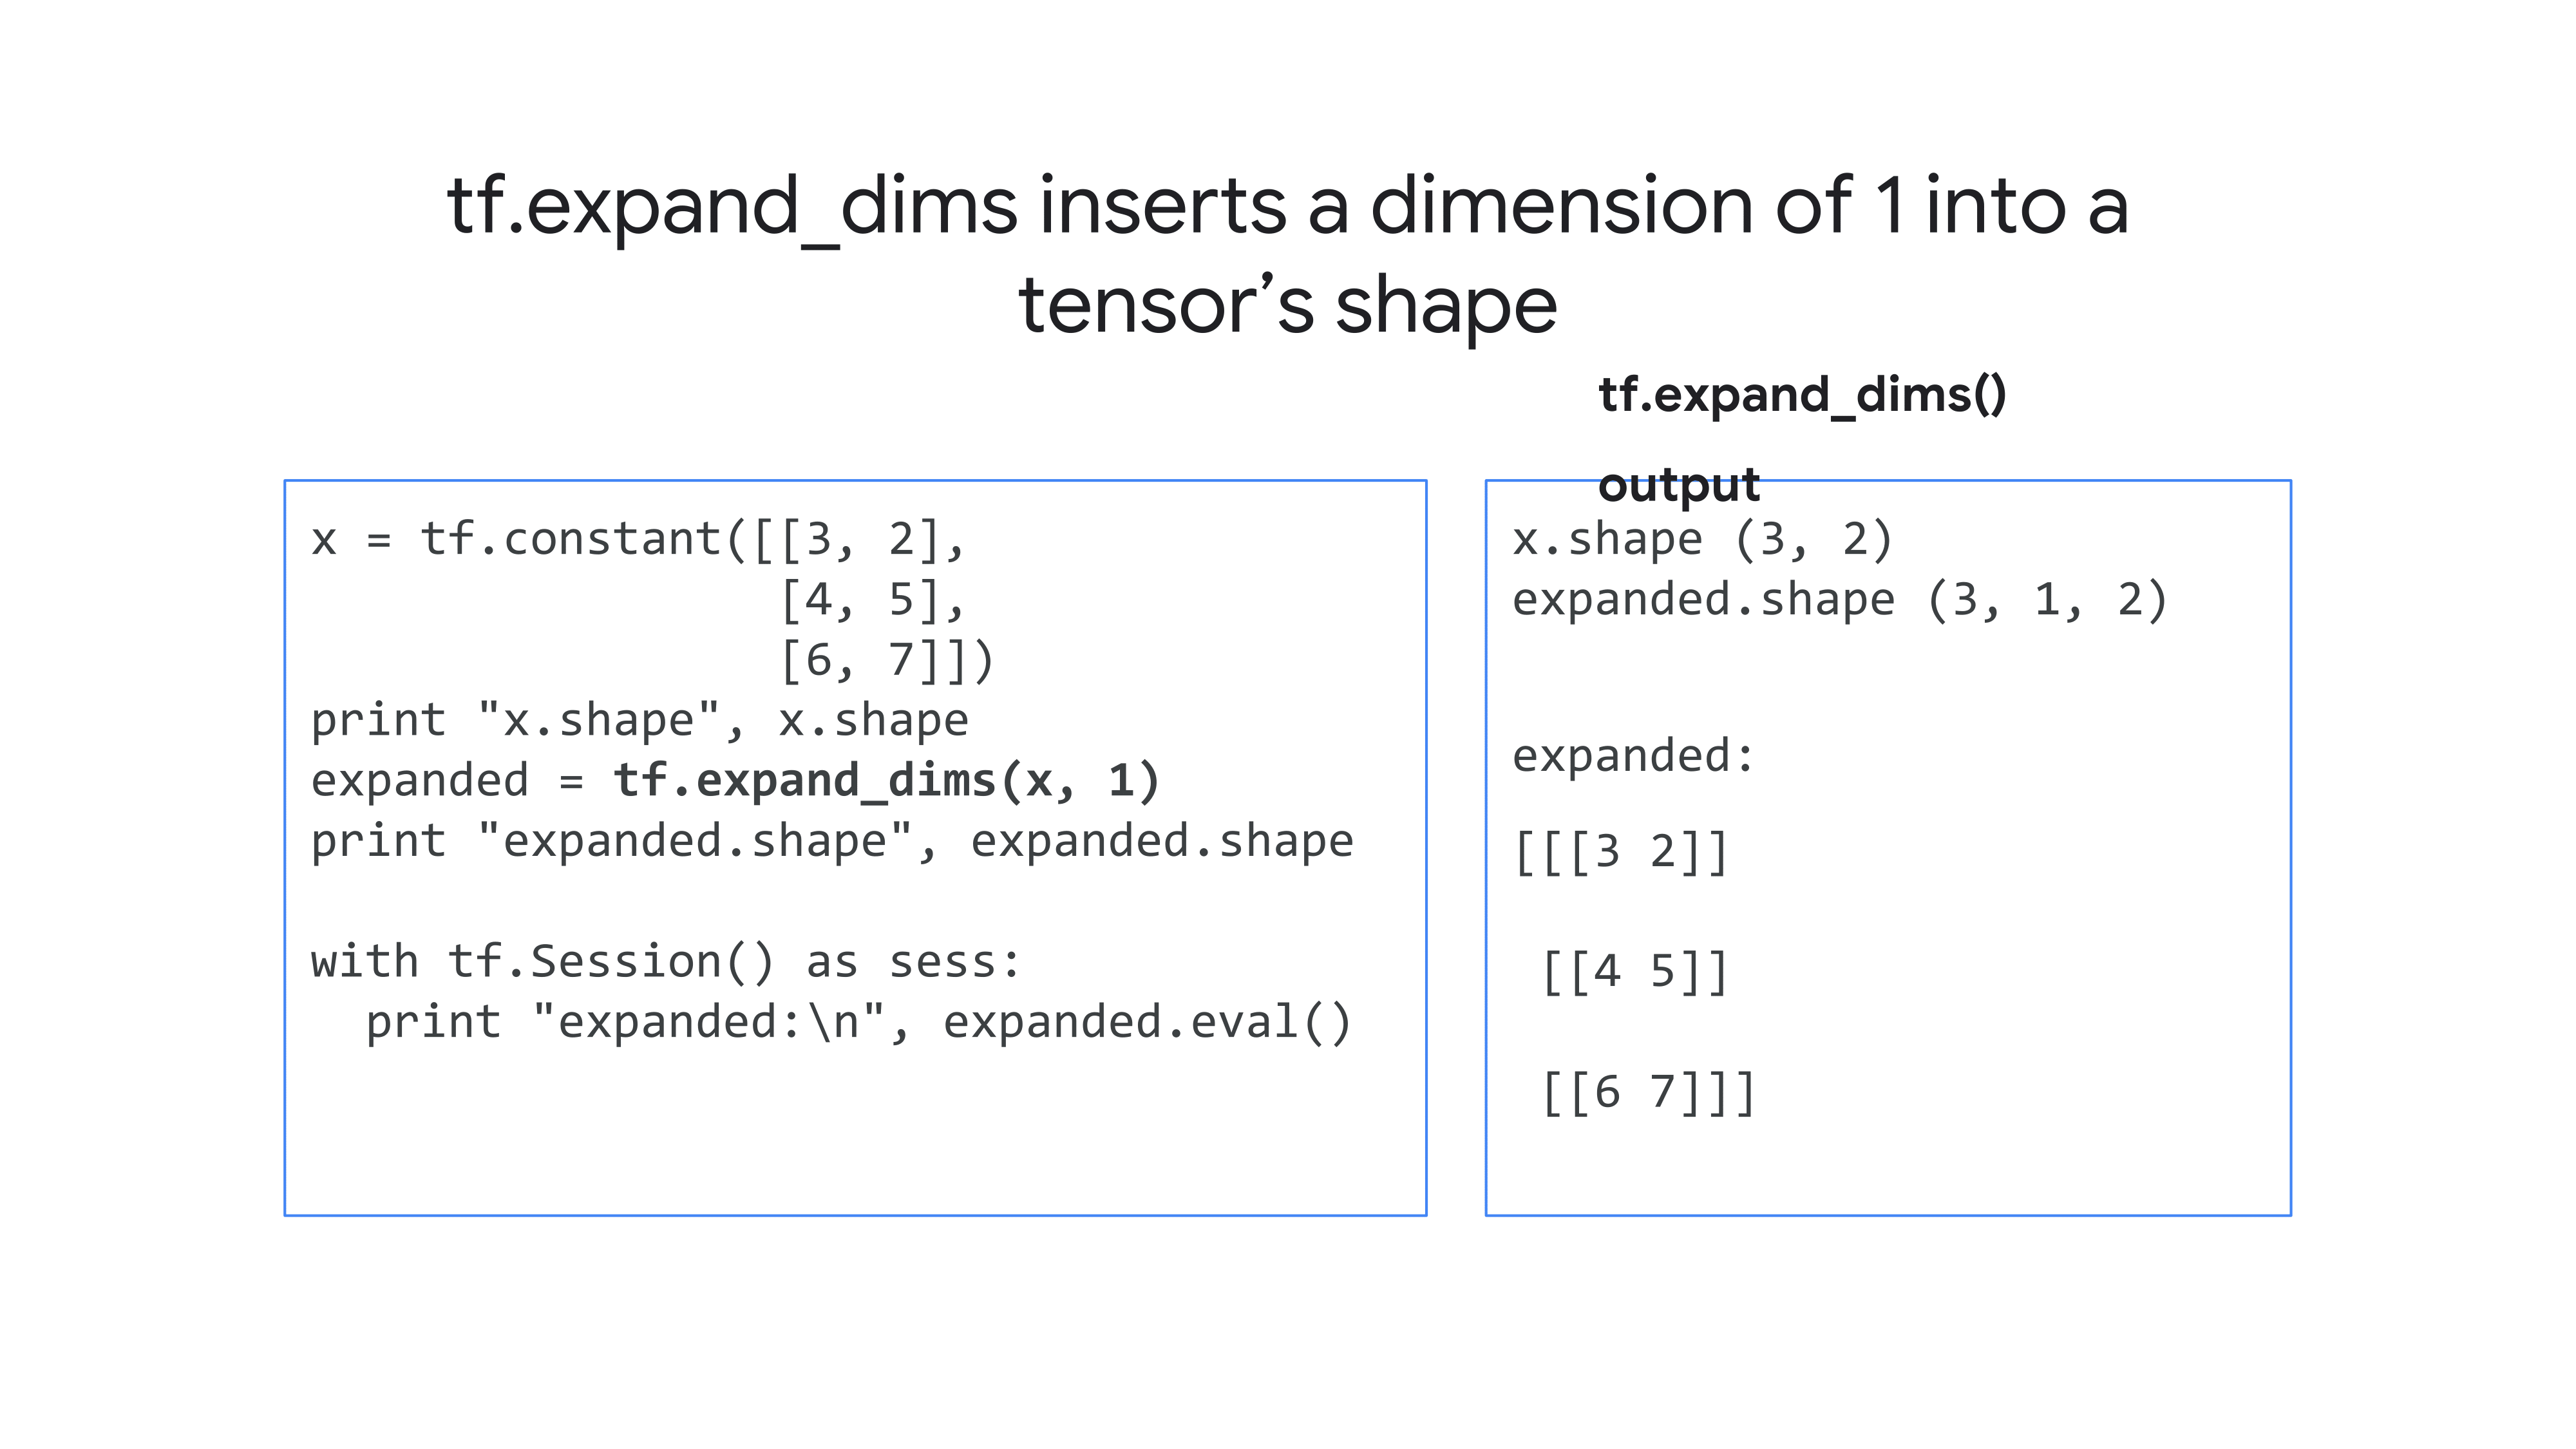 tf.expand_dims inserts a dimension of 1 into a
tensor’s shape
tf.expand_dims()
output
x = tf.constant([[3, 2],
                 [4, 5],
                 [6, 7]])
print "x.shape", x.shape
expanded = tf.expand_dims(x, 1)
print "expanded.shape", expanded.shape
with tf.Session() as sess:
  print "expanded:\n", expanded.eval()
x.shape (3, 2)
expanded.shape (3, 1, 2)
expanded:
[[[3 2]]
 [[4 5]]
 [[6 7]]]